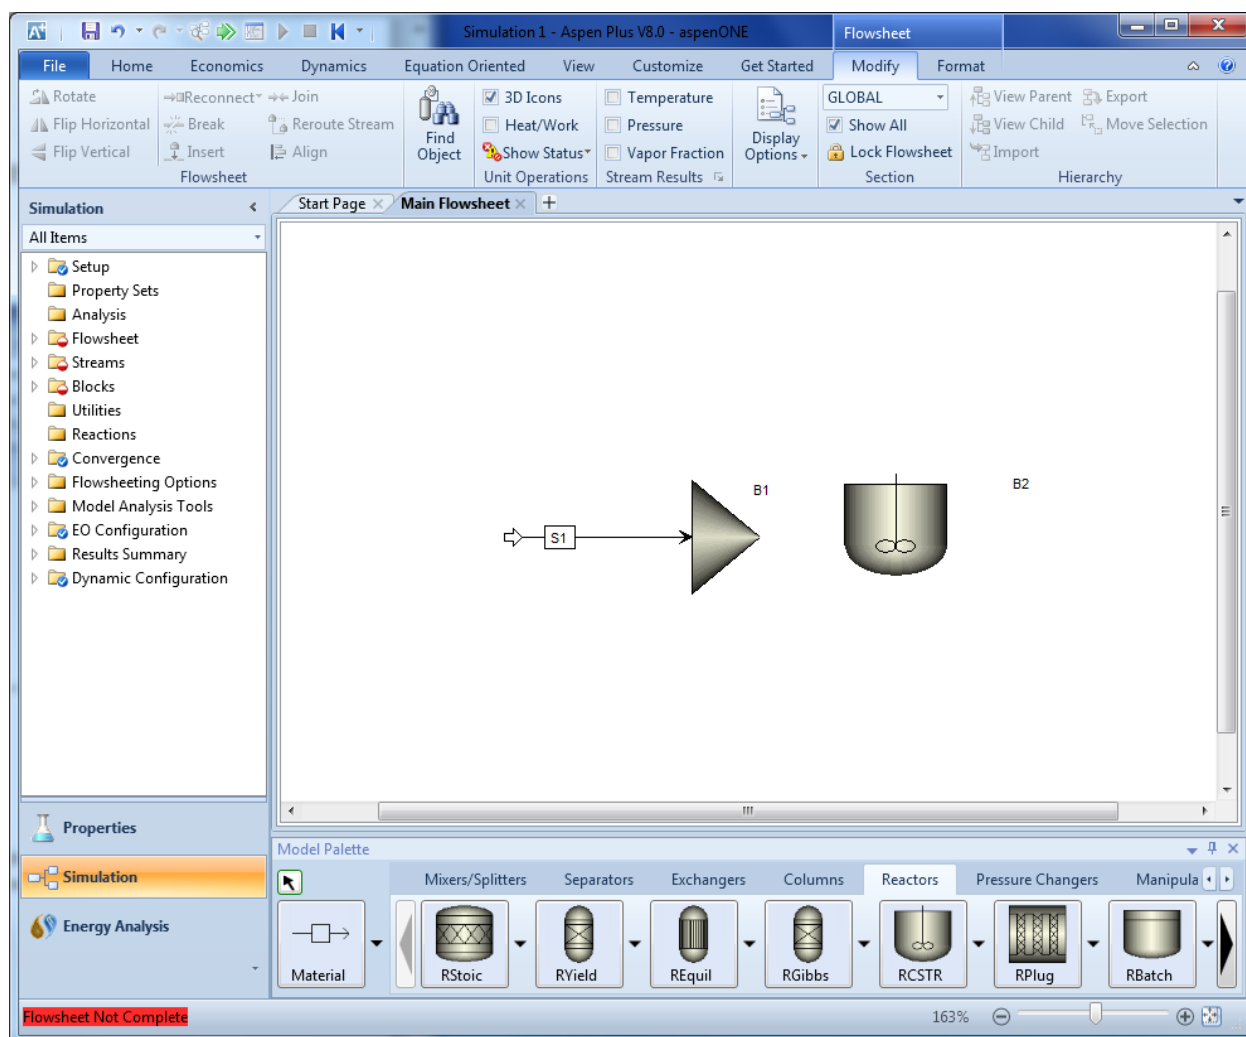 Simulation 1 - Aspen Plus V8.0 - aspenONE
Flowsheet
File Home Economics Dynamics Equation Oriented View Customize Get Started Modify Format
Rotate Reconnect Join 3D Icons Temperature GLOBAL View Parent Export
Flip Horizontal Break Reroute Stream Heat/Work Pressure Show All View Child Move Selection
Flip Vertical Insert Align Find Object Show Status Vapor Fraction Display Options Lock Flowsheet Import
Flowsheet Unit Operations Stream Results Section Hierarchy
Simulation
Start Page Main Flowsheet
All Items
Setup
Property Sets
Analysis
Flowsheet
Streams
Blocks
Utilities
Reactions
Convergence
Flowsheeting Options
Model Analysis Tools
EO Configuration
Results Summary
Dynamic Configuration
B1
B2
S1
Properties
Simulation
Energy Analysis
Model Palette
Mixers/Splitters Separators Exchangers Columns Reactors Pressure Changers Manipula
Material RStoic RYield REquil RGibbs RCSTR RPlug RBatch
Flowsheet Not Complete
163%